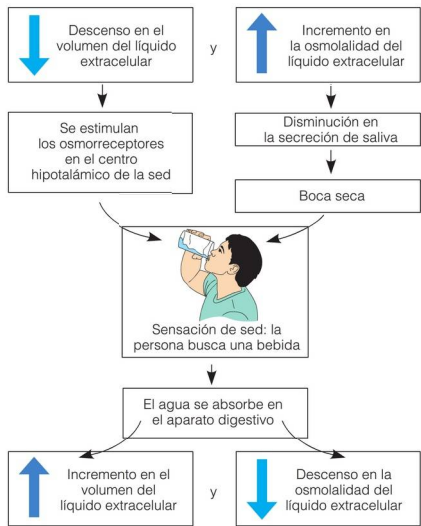 Descenso en el
volumen del líquido
extracelular
y
Incremento en
la osmolalidad del
líquido extracelular
Se estimulan
los osmorreceptores
en el centro
hipotalámico de la sed
Disminución en
la secreción de saliva
Boca seca
Sensación de sed: la
persona busca una bebida
El agua se absorbe en
el aparato digestivo
Incremento en el
volumen del
líquido extracelular
y
Descenso en la
osmolalidad del
líquido extracelular